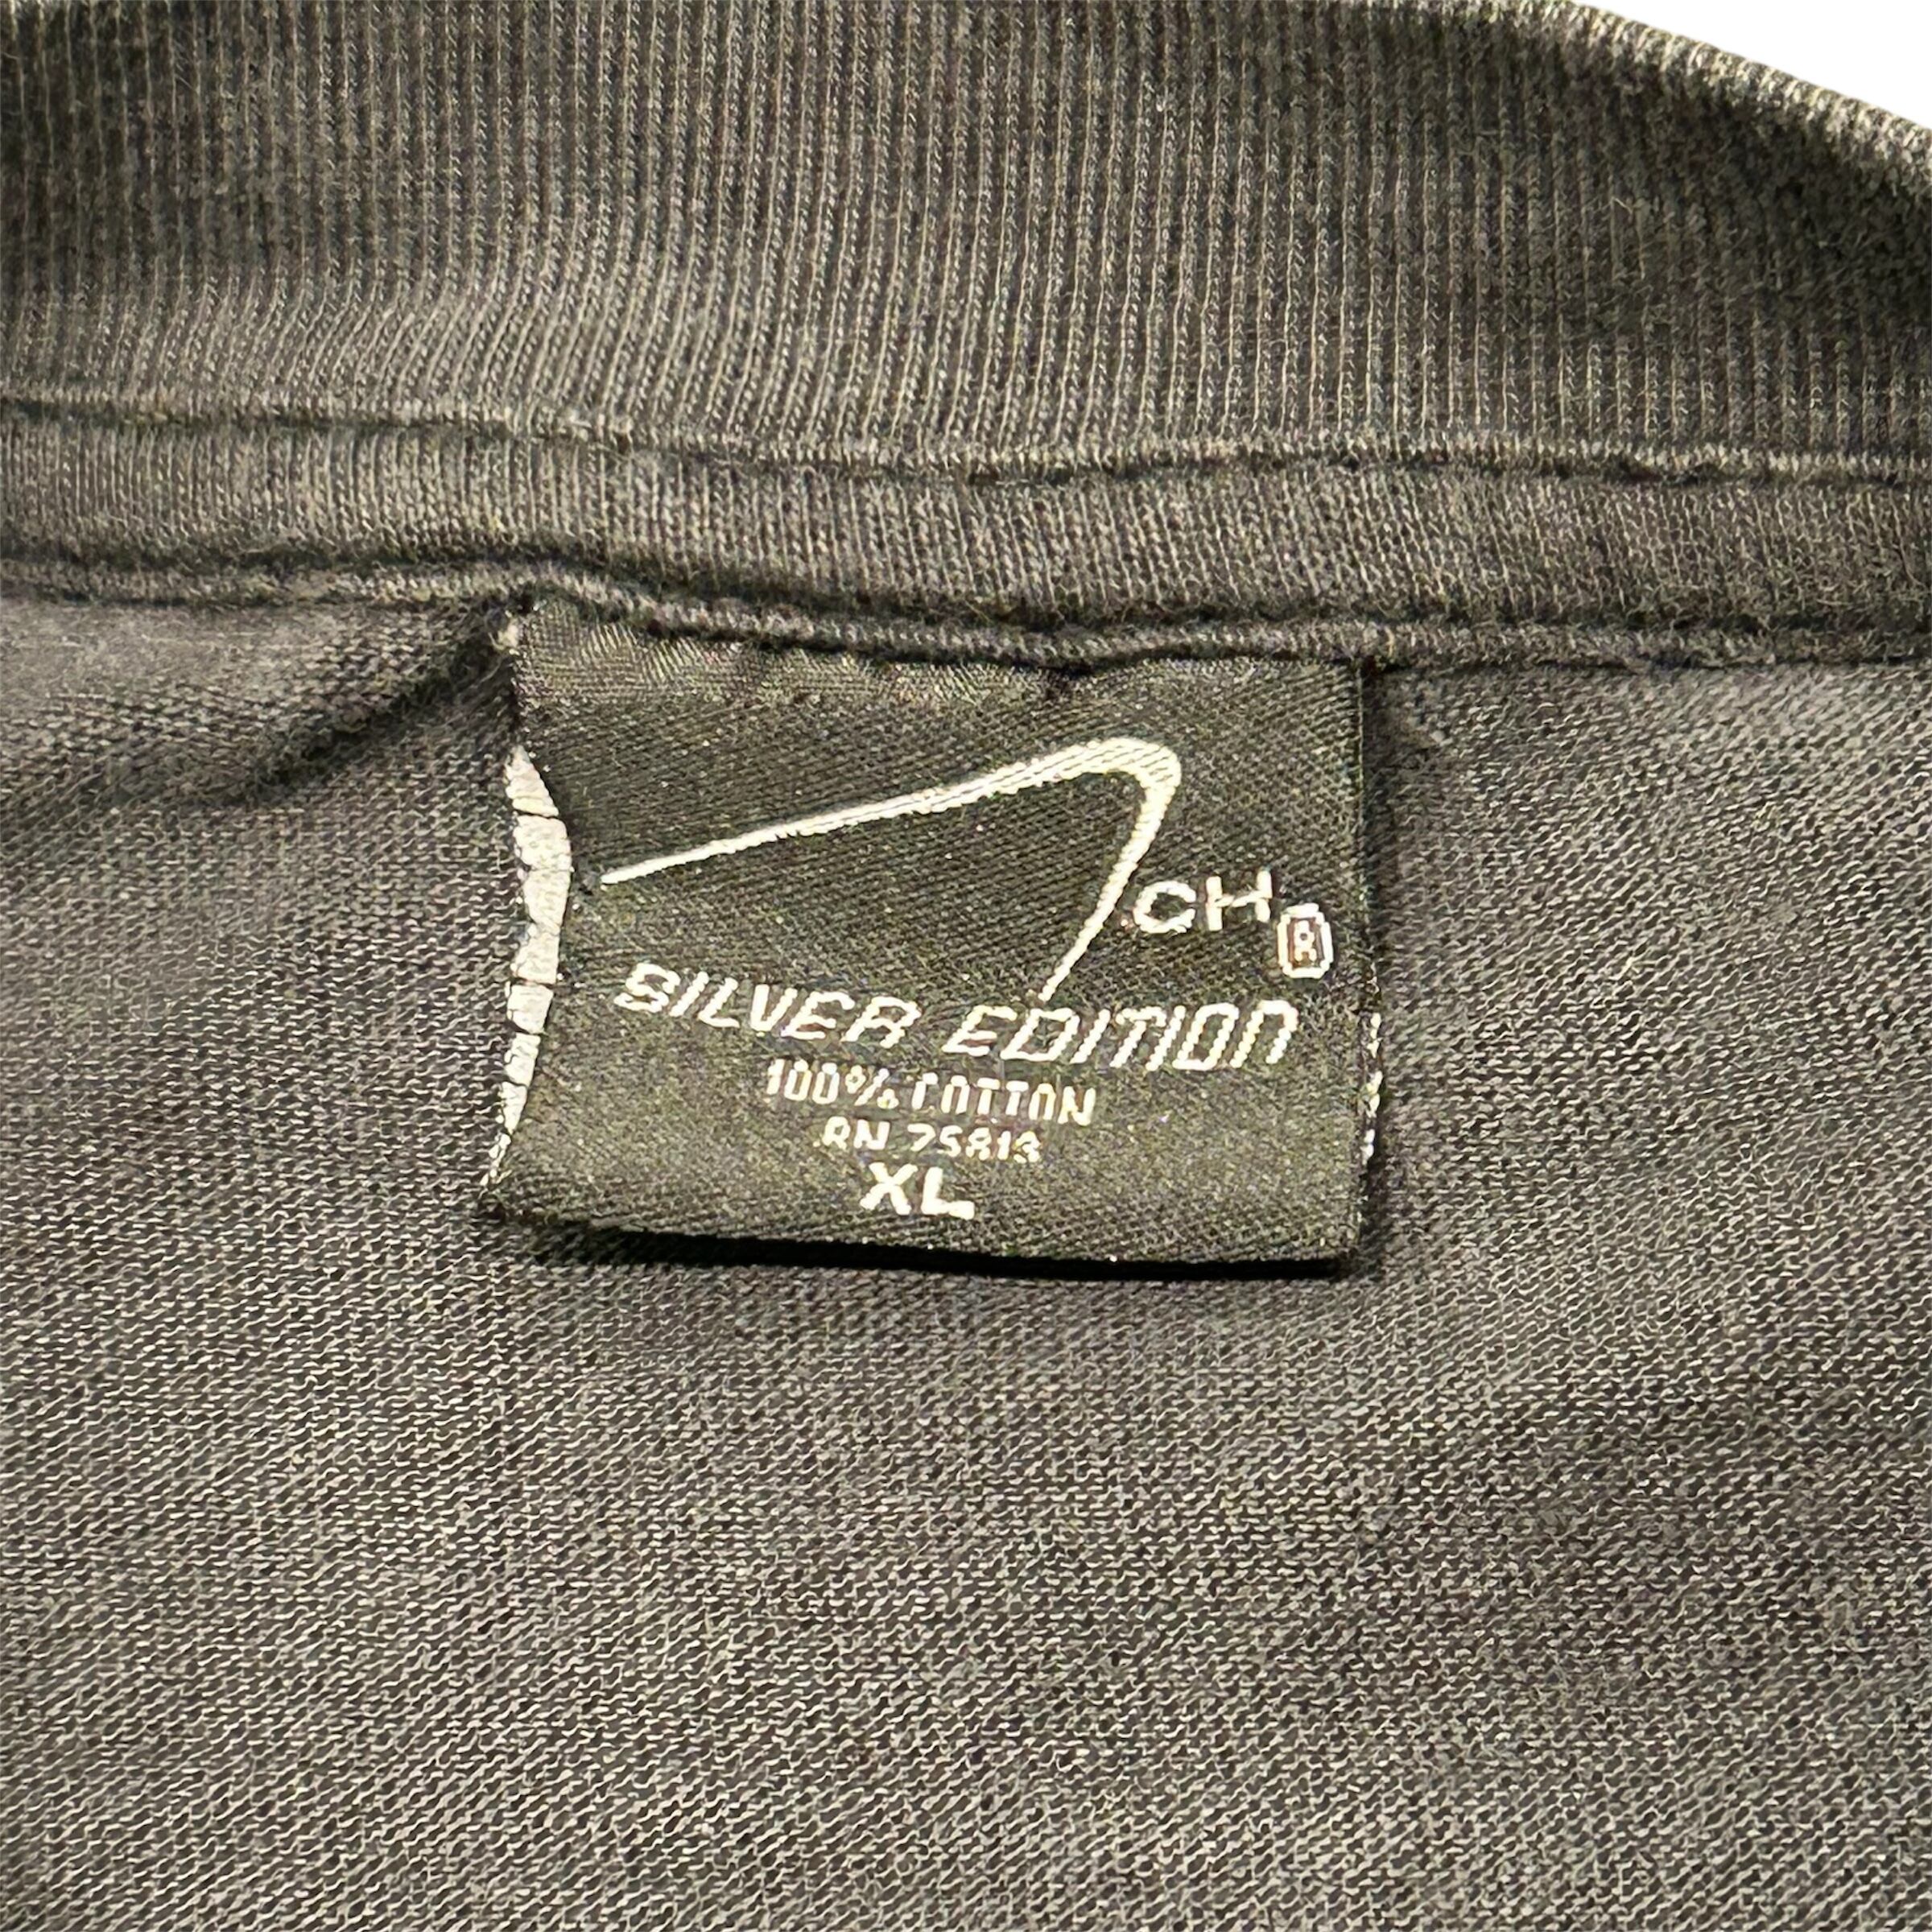 CH®
SILVER EDITION
100% COTTON
RN 75813
XL